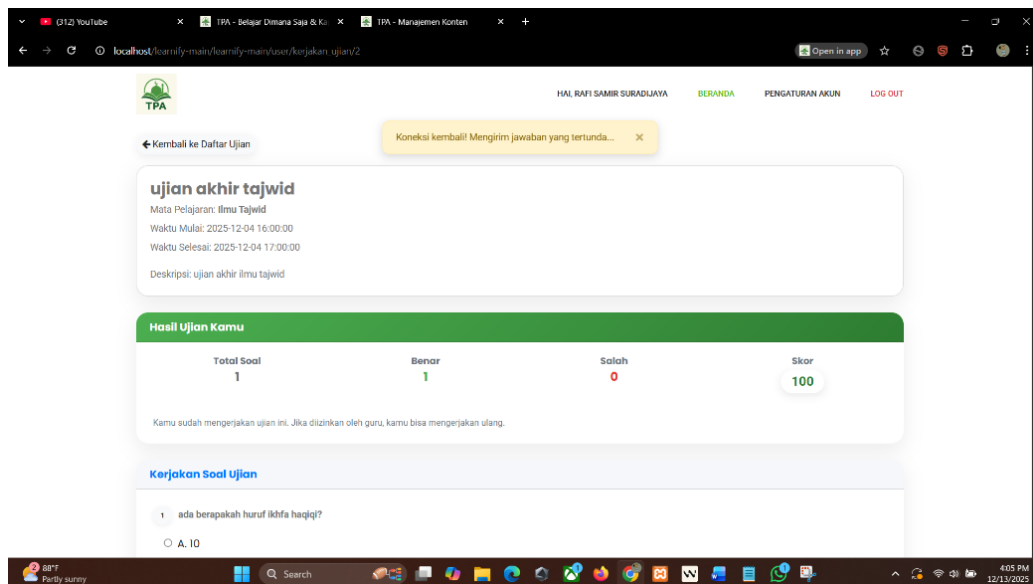 (312) YouTube
TPA - Belajar Dimana Saja & Ka
TPA - Manajemen Konten
localhost/learnify-main/learnify-main/user/kerjakan_ujian/2
Open in app
TPA
HAI, RAFI SAMIR SURADIJAYA
BERANDA
PENGATURAN AKUN
LOG OUT
Kembali ke Daftar Ujian
Koneksi kembali! Mengirim jawaban yang tertunda...
ujian akhir tajwid
Mata Pelajaran: Ilmu Tajwid
Waktu Mulai: 2025-12-04 16:00:00
Waktu Selesai: 2025-12-04 17:00:00
Deskripsi: ujian akhir ilmu tajwid
Hasil Ujian Kamu
Total Soal
1
Benar
1
Salah
0
Skor
100
Kamu sudah mengerjakan ujian ini. Jika diizinkan oleh guru, kamu bisa mengerjakan ulang.
Kerjakan Soal Ujian
1 ada berapakah huruf ikhfa haqiqi?
A. 10
2
88°F
Partly sunny
Search
4:05 PM
12/13/2025